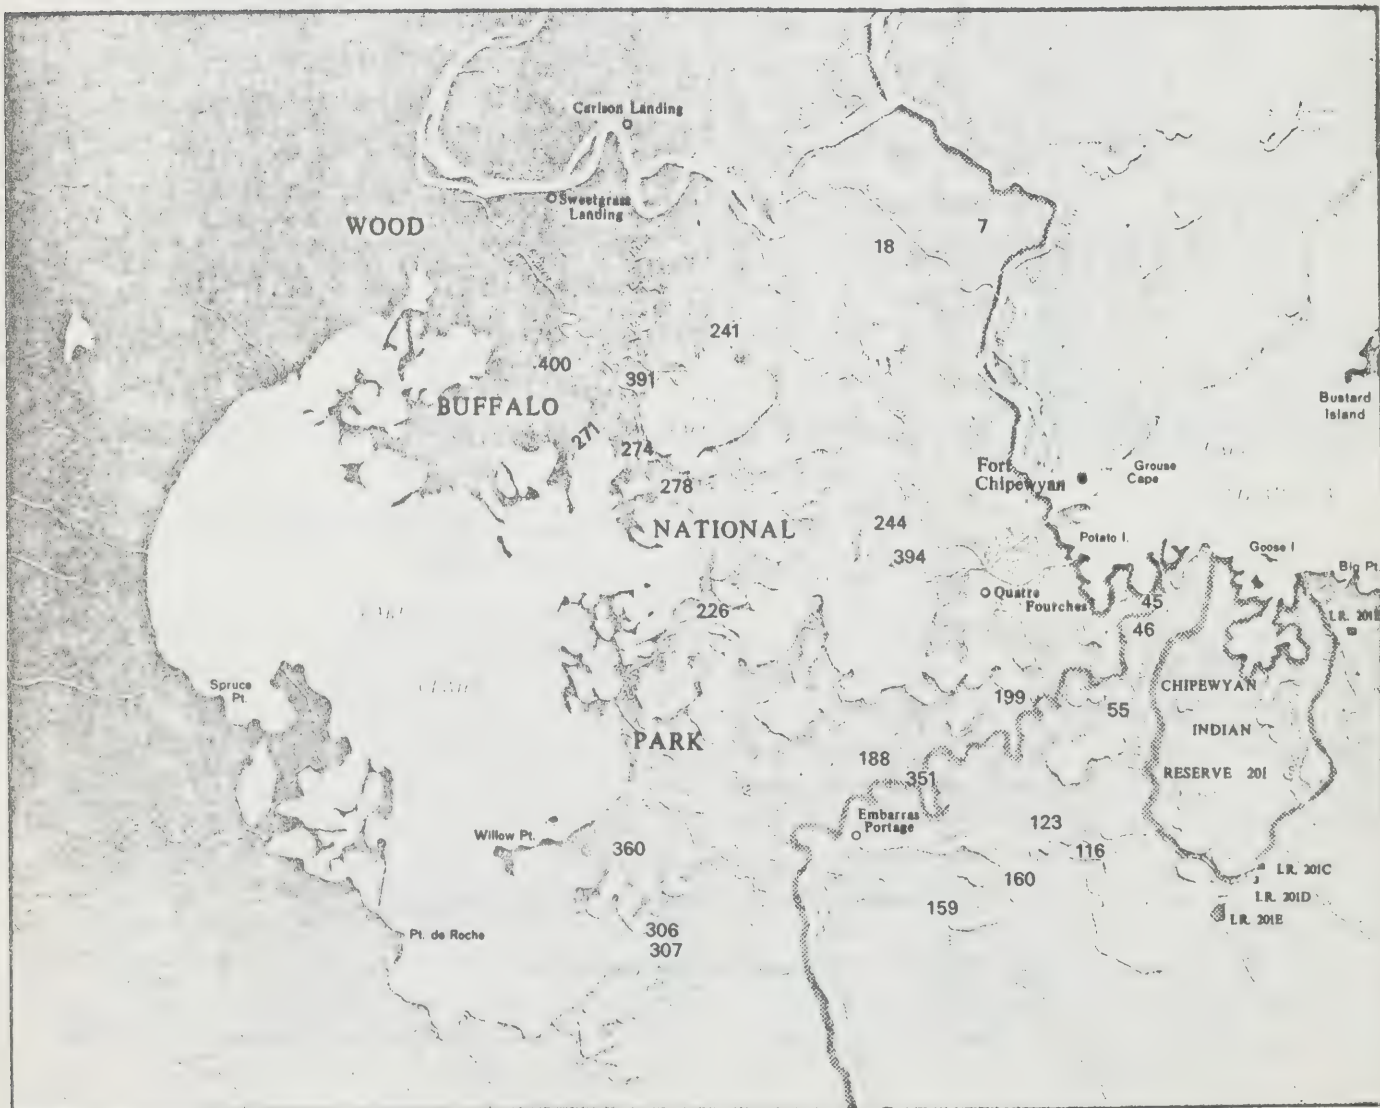 Carlson Landing
Sweetgrass
Landing
WOOD
7
18
241
400
391
BUFFALO
Bustard
Island
271
274
278
Fort
Chipewyan
Grouse
Cape
NATIONAL
244
394
Potato I.
Goose I
Big Pt.
Quatre
Fourches
45
46
I.R. 201B
226
LAKE
CLAIRE
Spruce
Pt.
199
55
CHIPEWYAN
INDIAN
RESERVE 201
PARK
188
351
Embarras
Portage
123
116
Willow Pt.
360
160
159
I.R. 201C
I.R. 201D
I.R. 201E
306
307
Pt. de Roche